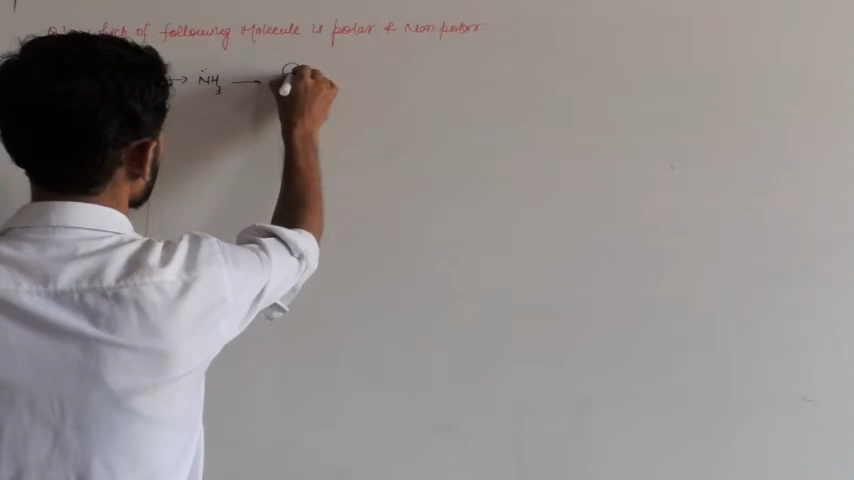 which of following Molecule is polar & Non-polar
→ NH3 →